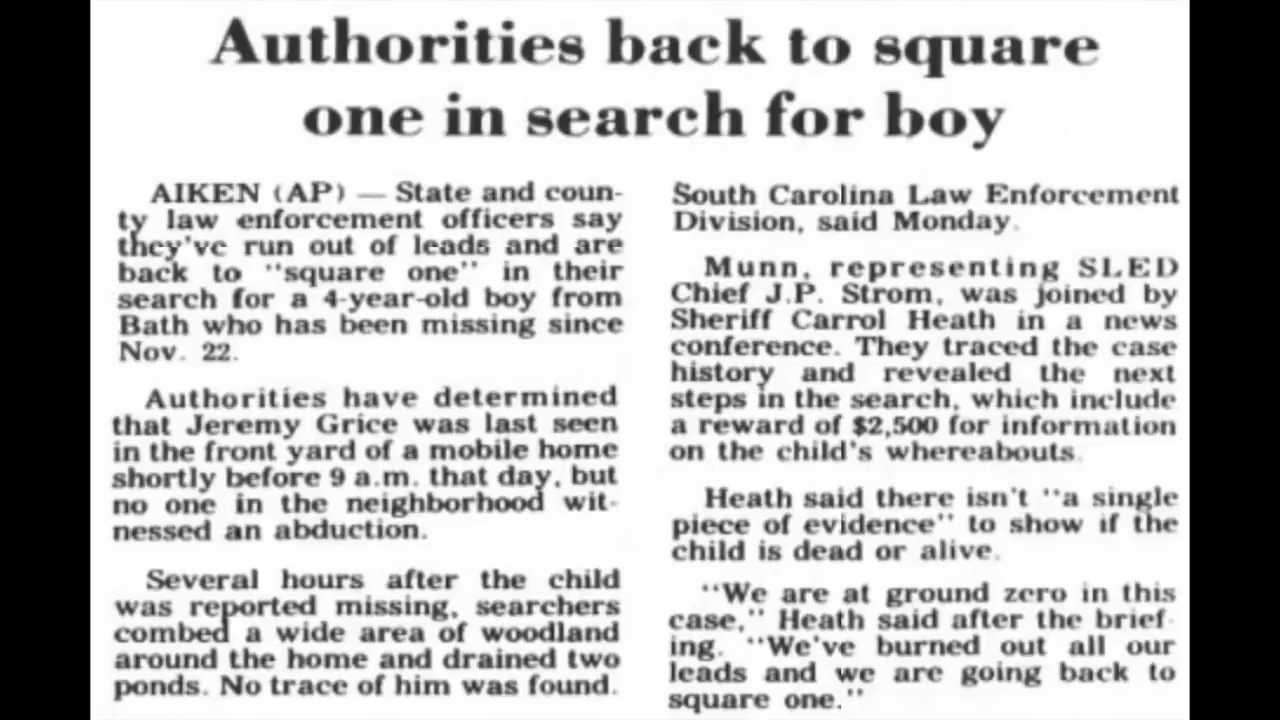 Authorities back to square
one in search for boy
AIKEN (AP) — State and coun-
ty law enforcement officers say
they've run out of leads and are
back to "square one" in their
search for a 4-year-old boy from
Bath who has been missing since
Nov. 22.
Authorities have determined
that Jeremy Grice was last seen
in the front yard of a mobile home
shortly before 9 a.m. that day, but
no one in the neighborhood wit-
nessed an abduction.
Several hours after the child
was reported missing, searchers
combed a wide area of woodland
around the home and drained two
ponds. No trace of him was found.
South Carolina Law Enforcement
Division, said Monday.
Munn, representing SLED
Chief J.P. Strom, was joined by
Sheriff Carrol Heath in a news
conference. They traced the case
history and revealed the next
steps in the search, which include
a reward of $2,500 for information
on the child's whereabouts.
Heath said there isn't "a single
piece of evidence" to show if the
child is dead or alive.
"We are at ground zero in this
case," Heath said after the brief-
ing. "We've burned out all our
leads and we are going back to
square one."